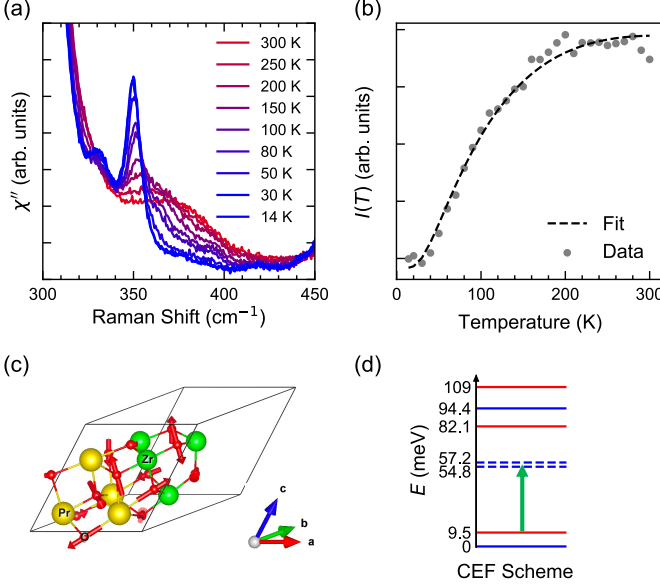 (a)
χ″ (arb. units)
300 K
250 K
200 K
150 K
100 K
80 K
50 K
30 K
14 K
300 350 400 450
Raman Shift (cm−1)
(b)
I(T) (arb. units)
Fit
Data
0 100 200 300
Temperature (K)
(c)
Zr
Pr
O
c
b
a
(d)
E (meV)
109
94.4
82.1
57.2
54.8
9.5
0
CEF Scheme